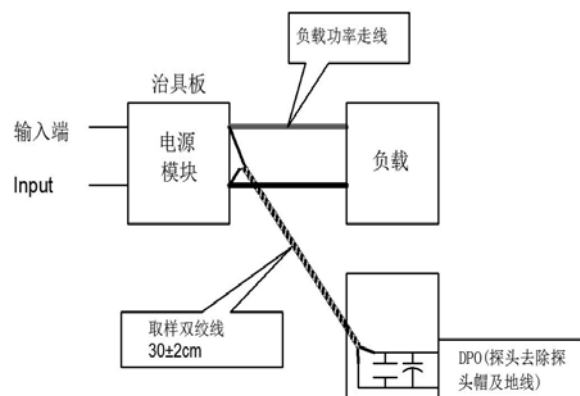 负载功率走线
治具板
输入端
电源
模块
负载
Input
取样双绞线
30±2cm
DPO(探头去除探
头帽及地线)